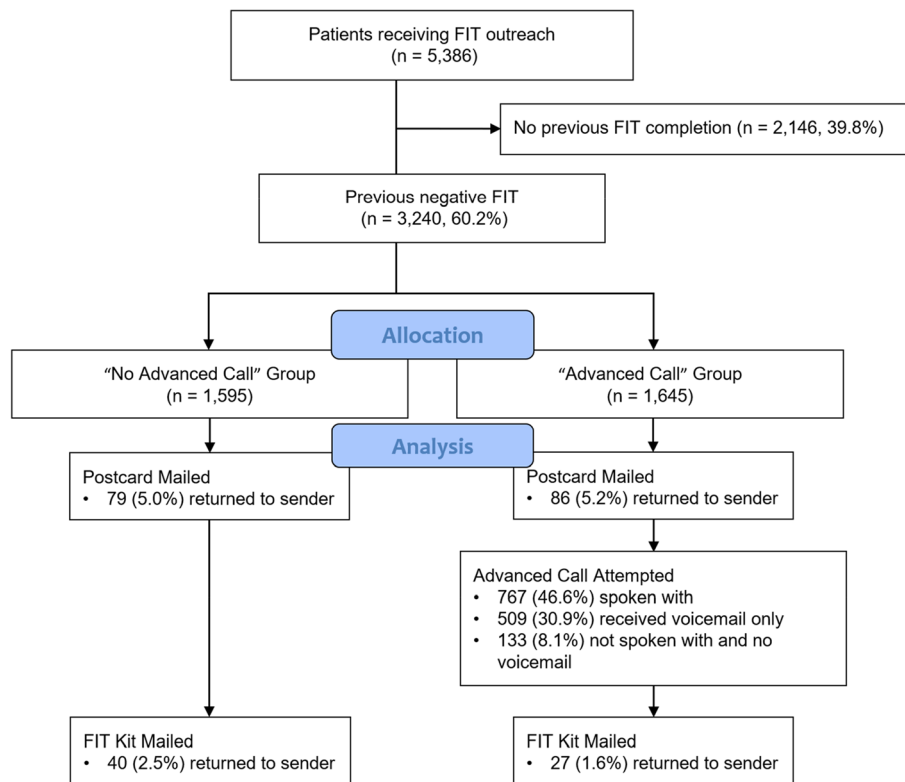 Patients receiving FIT outreach
(n = 5,386)
No previous FIT completion (n = 2,146, 39.8%)
Previous negative FIT
(n = 3,240, 60.2%)
Allocation
“No Advanced Call” Group
(n = 1,595)
“Advanced Call” Group
(n = 1,645)
Analysis
Postcard Mailed
• 79 (5.0%) returned to sender
Postcard Mailed
• 86 (5.2%) returned to sender
Advanced Call Attempted
• 767 (46.6%) spoken with
• 509 (30.9%) received voicemail only
• 133 (8.1%) not spoken with and no
voicemail
FIT Kit Mailed
• 40 (2.5%) returned to sender
FIT Kit Mailed
• 27 (1.6%) returned to sender